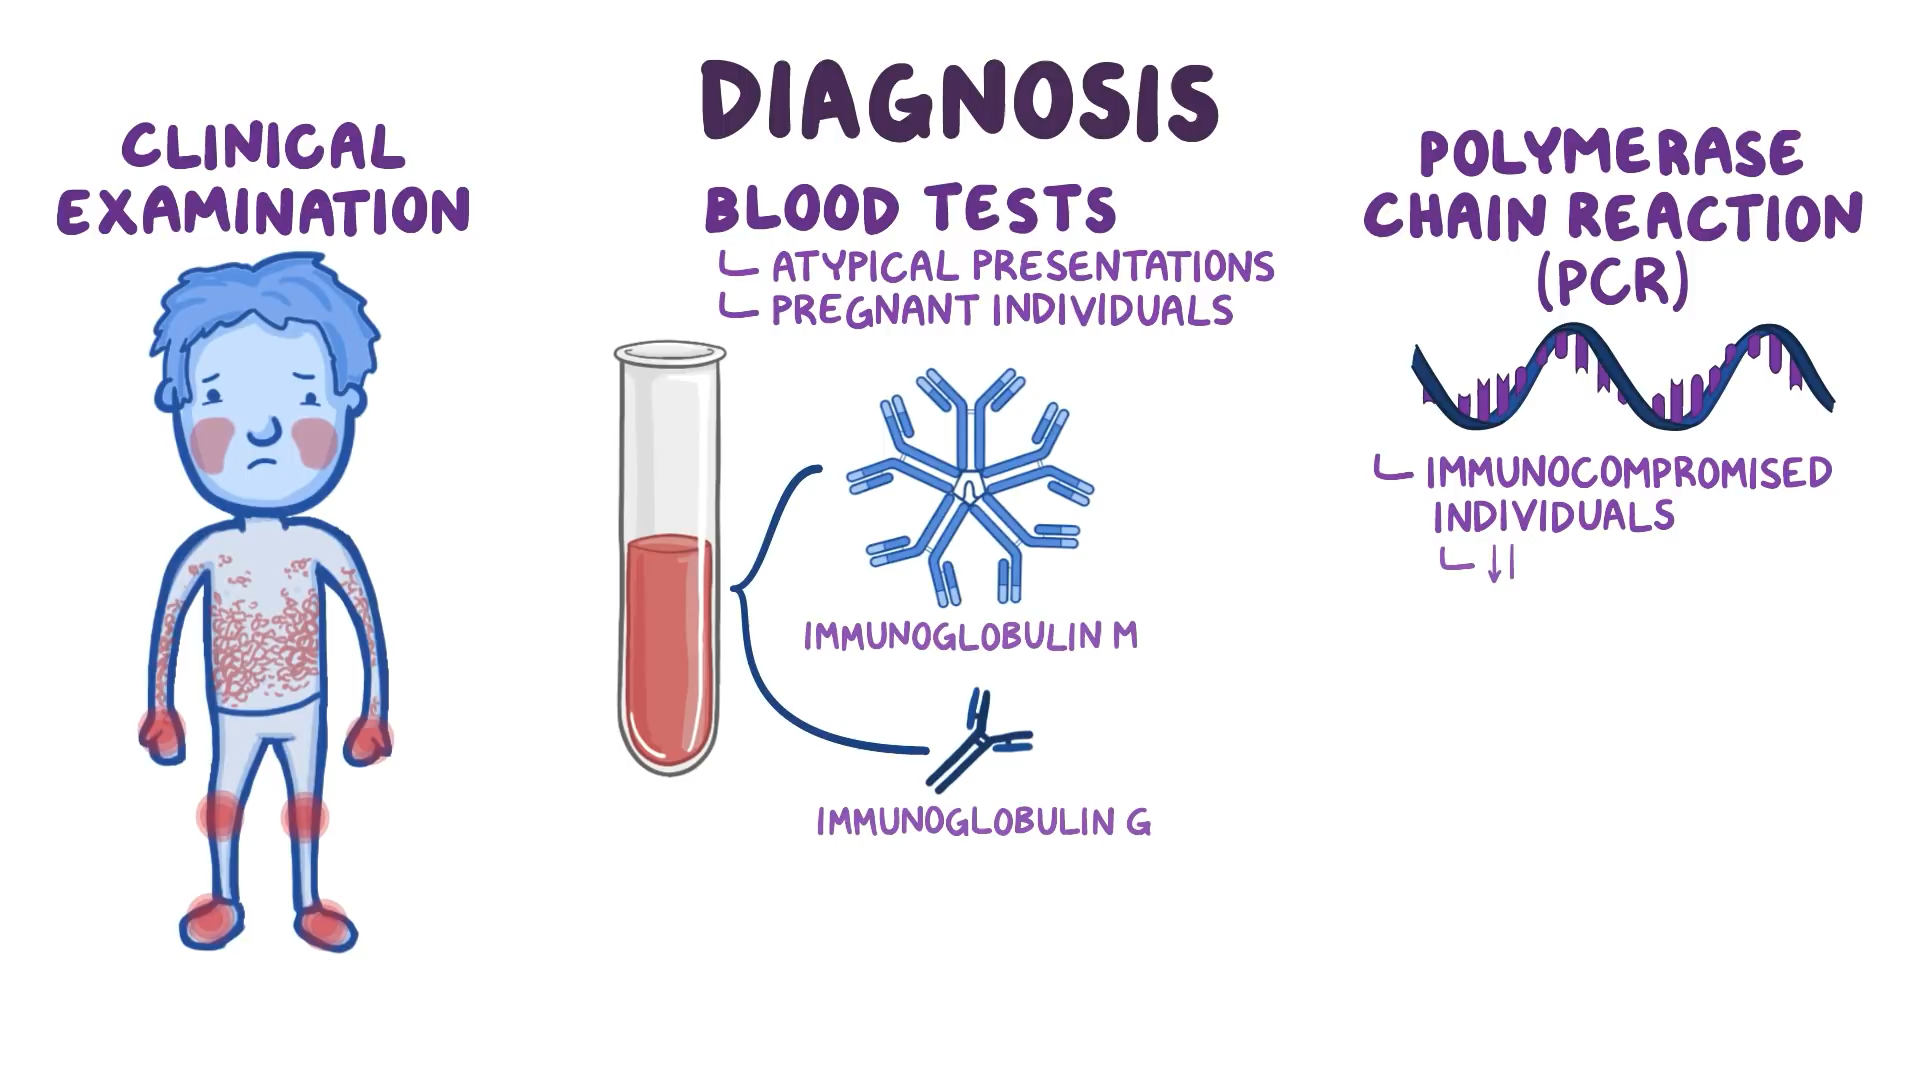 DIAGNOSIS
CLINICAL
EXAMINATION
BLOOD TESTS
ATYPICAL PRESENTATIONS
PREGNANT INDIVIDUALS
IMMUNOGLOBULIN M
IMMUNOGLOBULIN G
POLYMERASE
CHAIN REACTION
(PCR)
IMMUNOCOMPROMISED
INDIVIDUALS
↓